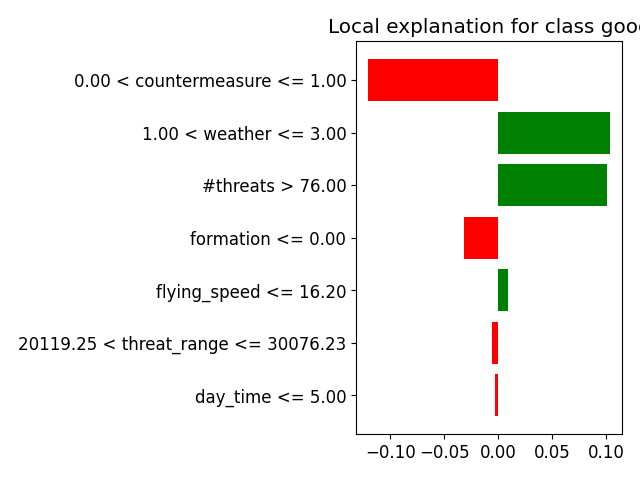 Local explanation for class good
0.00 < countermeasure <= 1.00
1.00 < weather <= 3.00
#threats > 76.00
formation <= 0.00
flying_speed <= 16.20
20119.25 < threat_range <= 30076.23
day_time <= 5.00
−0.10 −0.05 0.00 0.05 0.10